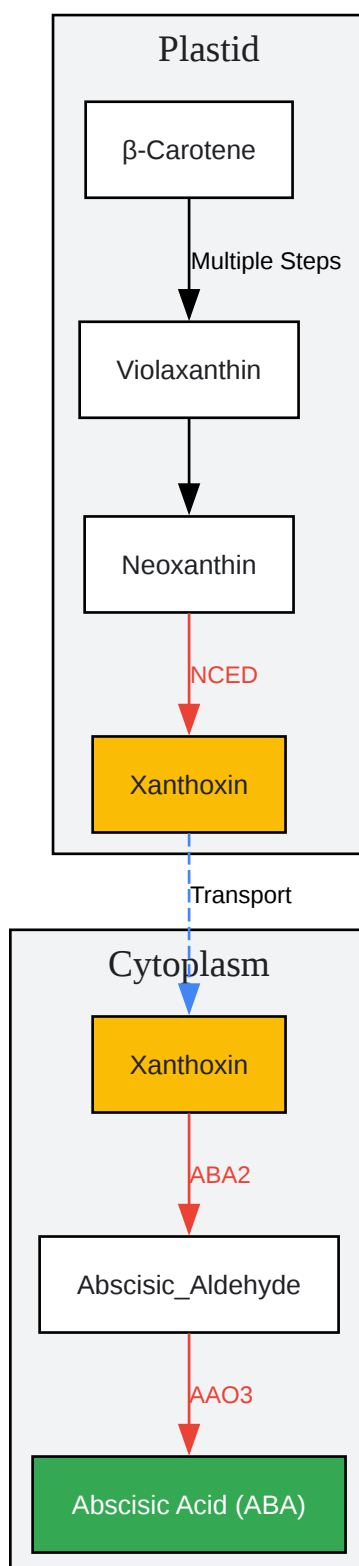 Plastid
β-Carotene
Multiple Steps
Violaxanthin
Neoxanthin
NCED
Xanthoxin
Transport
Cytoplasm
Xanthoxin
ABA2
Abscisic_Aldehyde
AAO3
Abscisic Acid (ABA)